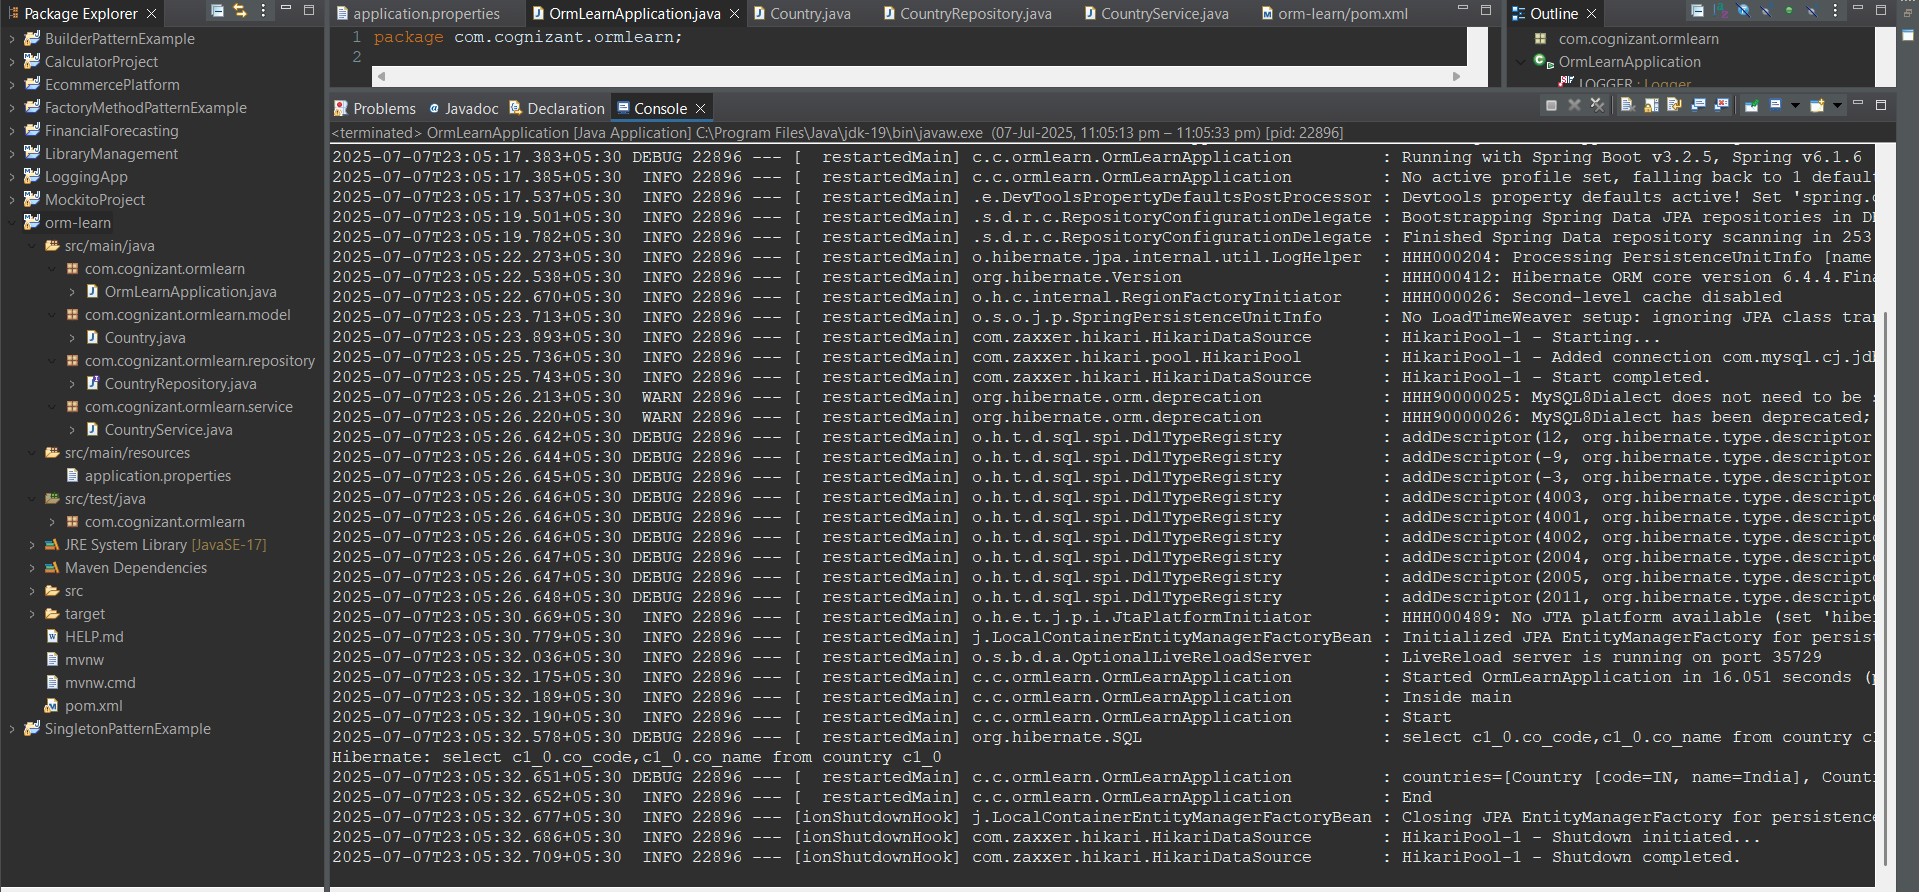 Package Explorer
BuilderPatternExample
CalculatorProject
EcommercePlatform
FactoryMethodPatternExample
FinancialForecasting
LibraryManagement
LoggingApp
MockitoProject
orm-learn
src/main/java
com.cognizant.ormlearn
OrmLearnApplication.java
com.cognizant.ormlearn.model
Country.java
com.cognizant.ormlearn.repository
CountryRepository.java
com.cognizant.ormlearn.service
CountryService.java
src/main/resources
application.properties
src/test/java
com.cognizant.ormlearn
JRE System Library [JavaSE-17]
Maven Dependencies
src
target
HELP.md
mvnw
mvnw.cmd
pom.xml
SingletonPatternExample
application.properties OrmLearnApplication.java Country.java CountryRepository.java CountryService.java orm-learn/pom.xml
1 package com.cognizant.ormlearn;
2
Outline
com.cognizant.ormlearn
OrmLearnApplication
LOGGER : Logger
Problems Javadoc Declaration Console
<terminated> OrmLearnApplication [Java Application] C:\Program Files\Java\jdk-19\bin\javaw.exe (07-Jul-2025, 11:05:13 pm – 11:05:33 pm) [pid: 22896]
2025-07-07T23:05:17.383+05:30 DEBUG 22896 --- [  restartedMain] c.c.ormlearn.OrmLearnApplication : Running with Spring Boot v3.2.5, Spring v6.1.6
2025-07-07T23:05:17.385+05:30 INFO 22896 --- [  restartedMain] c.c.ormlearn.OrmLearnApplication : No active profile set, falling back to 1 defaul
2025-07-07T23:05:17.537+05:30 INFO 22896 --- [  restartedMain] .e.DevToolsPropertyDefaultsPostProcessor : Devtools property defaults active! Set 'spring.
2025-07-07T23:05:19.501+05:30 INFO 22896 --- [  restartedMain] .s.d.r.c.RepositoryConfigurationDelegate : Bootstrapping Spring Data JPA repositories in
2025-07-07T23:05:19.782+05:30 INFO 22896 --- [  restartedMain] .s.d.r.c.RepositoryConfigurationDelegate : Finished Spring Data repository scanning in 253
2025-07-07T23:05:22.273+05:30 INFO 22896 --- [  restartedMain] o.hibernate.jpa.internal.util.LogHelper : HHH000204: Processing PersistenceUnitInfo [name
2025-07-07T23:05:22.538+05:30 INFO 22896 --- [  restartedMain] org.hibernate.Version : HHH000412: Hibernate ORM core version 6.4.4.Fina
2025-07-07T23:05:22.670+05:30 INFO 22896 --- [  restartedMain] o.h.c.internal.RegionFactoryInitiator : HHH000026: Second-level cache disabled
2025-07-07T23:05:23.713+05:30 INFO 22896 --- [  restartedMain] o.s.o.j.p.SpringPersistenceUnitInfo : No LoadTimeWeaver setup: ignoring JPA class tran
2025-07-07T23:05:23.893+05:30 INFO 22896 --- [  restartedMain] com.zaxxer.hikari.HikariDataSource : HikariPool-1 - Starting...
2025-07-07T23:05:25.736+05:30 INFO 22896 --- [  restartedMain] com.zaxxer.hikari.pool.HikariPool : HikariPool-1 - Added connection com.mysql.cj.jd
2025-07-07T23:05:25.743+05:30 INFO 22896 --- [  restartedMain] com.zaxxer.hikari.HikariDataSource : HikariPool-1 - Start completed.
2025-07-07T23:05:26.213+05:30 WARN 22896 --- [  restartedMain] org.hibernate.orm.deprecation : HHH90000025: MySQL8Dialect does not need to be
2025-07-07T23:05:26.220+05:30 WARN 22896 --- [  restartedMain] org.hibernate.orm.deprecation : HHH90000026: MySQL8Dialect has been deprecated;
2025-07-07T23:05:26.642+05:30 DEBUG 22896 --- [  restartedMain] o.h.t.d.sql.spi.DdlTypeRegistry : addDescriptor(12, org.hibernate.type.descriptor
2025-07-07T23:05:26.644+05:30 DEBUG 22896 --- [  restartedMain] o.h.t.d.sql.spi.DdlTypeRegistry : addDescriptor(-9, org.hibernate.type.descriptor
2025-07-07T23:05:26.645+05:30 DEBUG 22896 --- [  restartedMain] o.h.t.d.sql.spi.DdlTypeRegistry : addDescriptor(-3, org.hibernate.type.descriptor
2025-07-07T23:05:26.646+05:30 DEBUG 22896 --- [  restartedMain] o.h.t.d.sql.spi.DdlTypeRegistry : addDescriptor(4003, org.hibernate.type.descripto
2025-07-07T23:05:26.646+05:30 DEBUG 22896 --- [  restartedMain] o.h.t.d.sql.spi.DdlTypeRegistry : addDescriptor(4001, org.hibernate.type.descripto
2025-07-07T23:05:26.646+05:30 DEBUG 22896 --- [  restartedMain] o.h.t.d.sql.spi.DdlTypeRegistry : addDescriptor(4002, org.hibernate.type.descripto
2025-07-07T23:05:26.647+05:30 DEBUG 22896 --- [  restartedMain] o.h.t.d.sql.spi.DdlTypeRegistry : addDescriptor(2004, org.hibernate.type.descripto
2025-07-07T23:05:26.647+05:30 DEBUG 22896 --- [  restartedMain] o.h.t.d.sql.spi.DdlTypeRegistry : addDescriptor(2005, org.hibernate.type.descripto
2025-07-07T23:05:26.648+05:30 DEBUG 22896 --- [  restartedMain] o.h.t.d.sql.spi.DdlTypeRegistry : addDescriptor(2011, org.hibernate.type.descripto
2025-07-07T23:05:30.669+05:30 INFO 22896 --- [  restartedMain] o.h.e.t.j.p.i.JtaPlatformInitiator : HHH000489: No JTA platform available (set 'hiber
2025-07-07T23:05:30.779+05:30 INFO 22896 --- [  restartedMain] j.LocalContainerEntityManagerFactoryBean : Initialized JPA EntityManagerFactory for persist
2025-07-07T23:05:32.036+05:30 INFO 22896 --- [  restartedMain] o.s.b.d.a.OptionalLiveReloadServer : LiveReload server is running on port 35729
2025-07-07T23:05:32.175+05:30 INFO 22896 --- [  restartedMain] c.c.ormlearn.OrmLearnApplication : Started OrmLearnApplication in 16.051 seconds (p
2025-07-07T23:05:32.189+05:30 INFO 22896 --- [  restartedMain] c.c.ormlearn.OrmLearnApplication : Inside main
2025-07-07T23:05:32.190+05:30 INFO 22896 --- [  restartedMain] c.c.ormlearn.OrmLearnApplication : Start
2025-07-07T23:05:32.578+05:30 DEBUG 22896 --- [  restartedMain] org.hibernate.SQL : select c1_0.co_code,c1_0.co_name from country c1
Hibernate: select c1_0.co_code,c1_0.co_name from country c1_0
2025-07-07T23:05:32.651+05:30 DEBUG 22896 --- [  restartedMain] c.c.ormlearn.OrmLearnApplication : countries=[Country [code=IN, name=India], Count
2025-07-07T23:05:32.652+05:30 INFO 22896 --- [  restartedMain] c.c.ormlearn.OrmLearnApplication : End
2025-07-07T23:05:32.677+05:30 INFO 22896 --- [ionShutdownHook] j.LocalContainerEntityManagerFactoryBean : Closing JPA EntityManagerFactory for persistence
2025-07-07T23:05:32.686+05:30 INFO 22896 --- [ionShutdownHook] com.zaxxer.hikari.HikariDataSource : HikariPool-1 - Shutdown initiated...
2025-07-07T23:05:32.709+05:30 INFO 22896 --- [ionShutdownHook] com.zaxxer.hikari.HikariDataSource : HikariPool-1 - Shutdown completed.